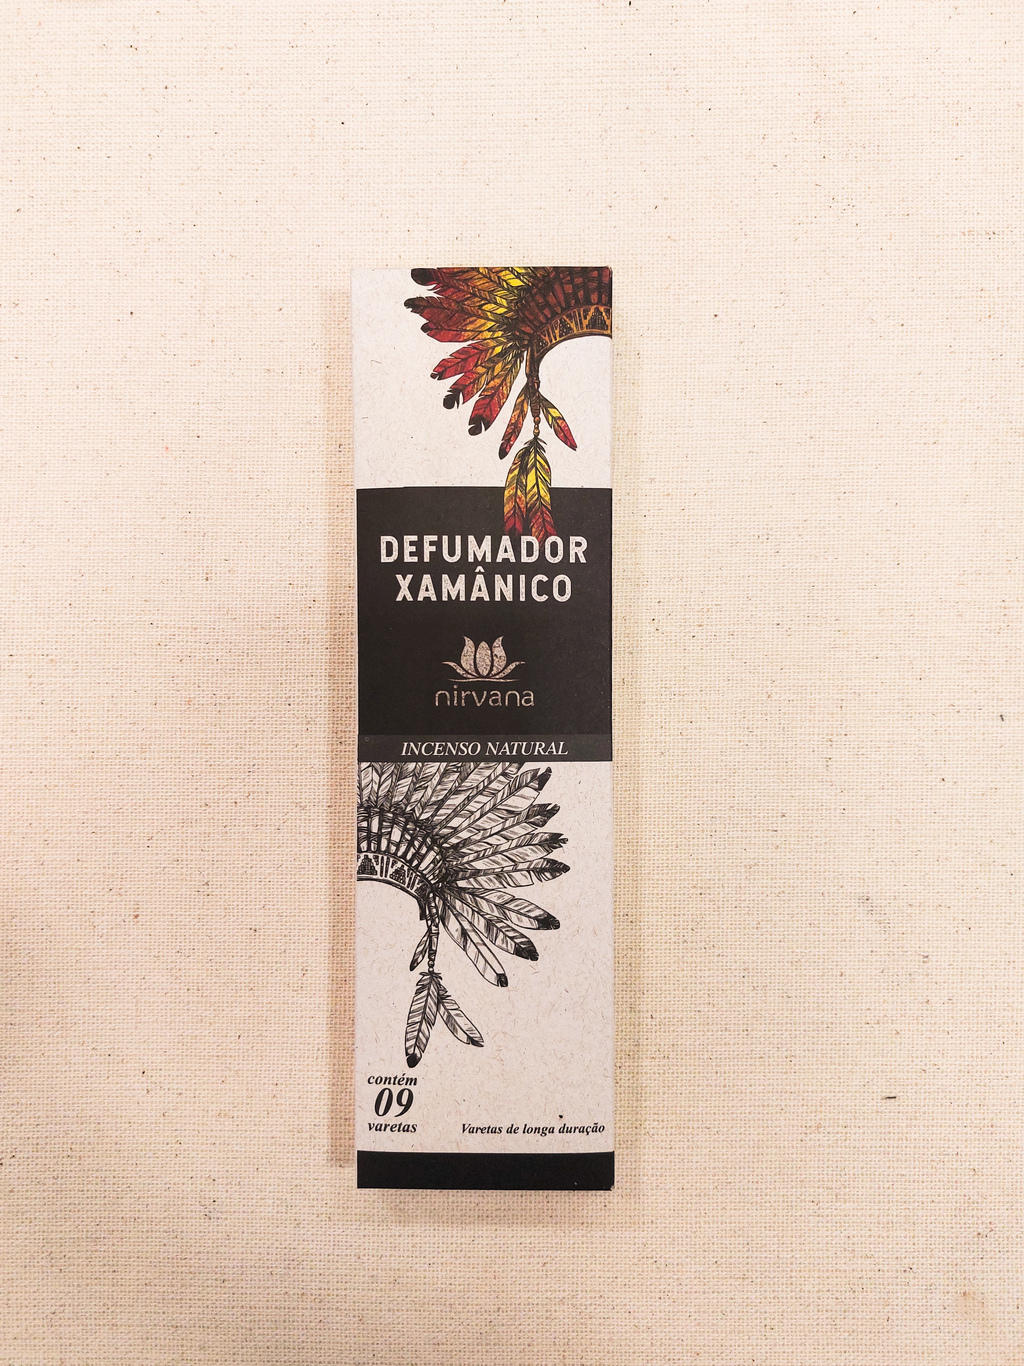 DEFUMADOR
XAMÂNICO
nirvana
INCENSO NATURAL
contém
09
varetas
Varetas de longa duração